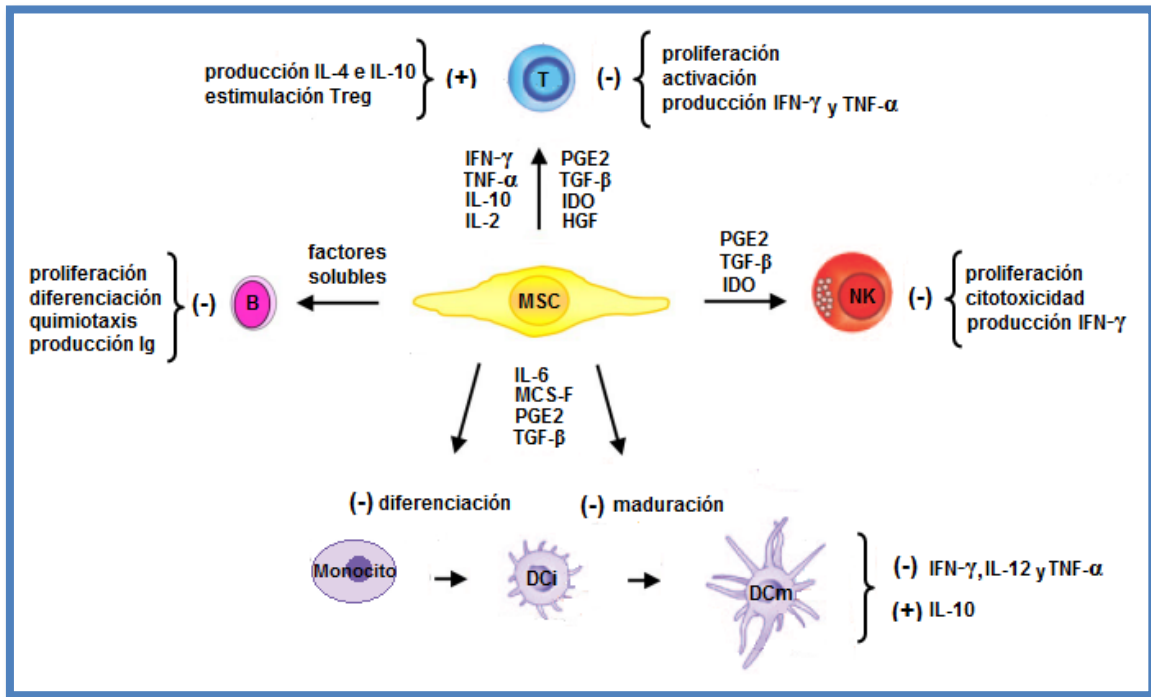 producción IL-4 e IL-10
estimulación Treg
(+)
T
(-)
proliferación
activación
producción IFN-γ y TNF-α
IFN-γ
TNF-α
IL-10
IL-2
PGE2
TGF-β
IDO
HGF
proliferación
diferenciación
quimiotaxis
producción Ig
(-)
B
factores
solubles
MSC
PGE2
TGF-β
IDO
NK
(-)
proliferación
citotoxicidad
producción IFN-γ
IL-6
MCS-F
PGE2
TGF-β
(-) diferenciación
(-) maduración
Monocito
DCi
DCm
(-) IFN-γ, IL-12 y TNF-α
(+) IL-10